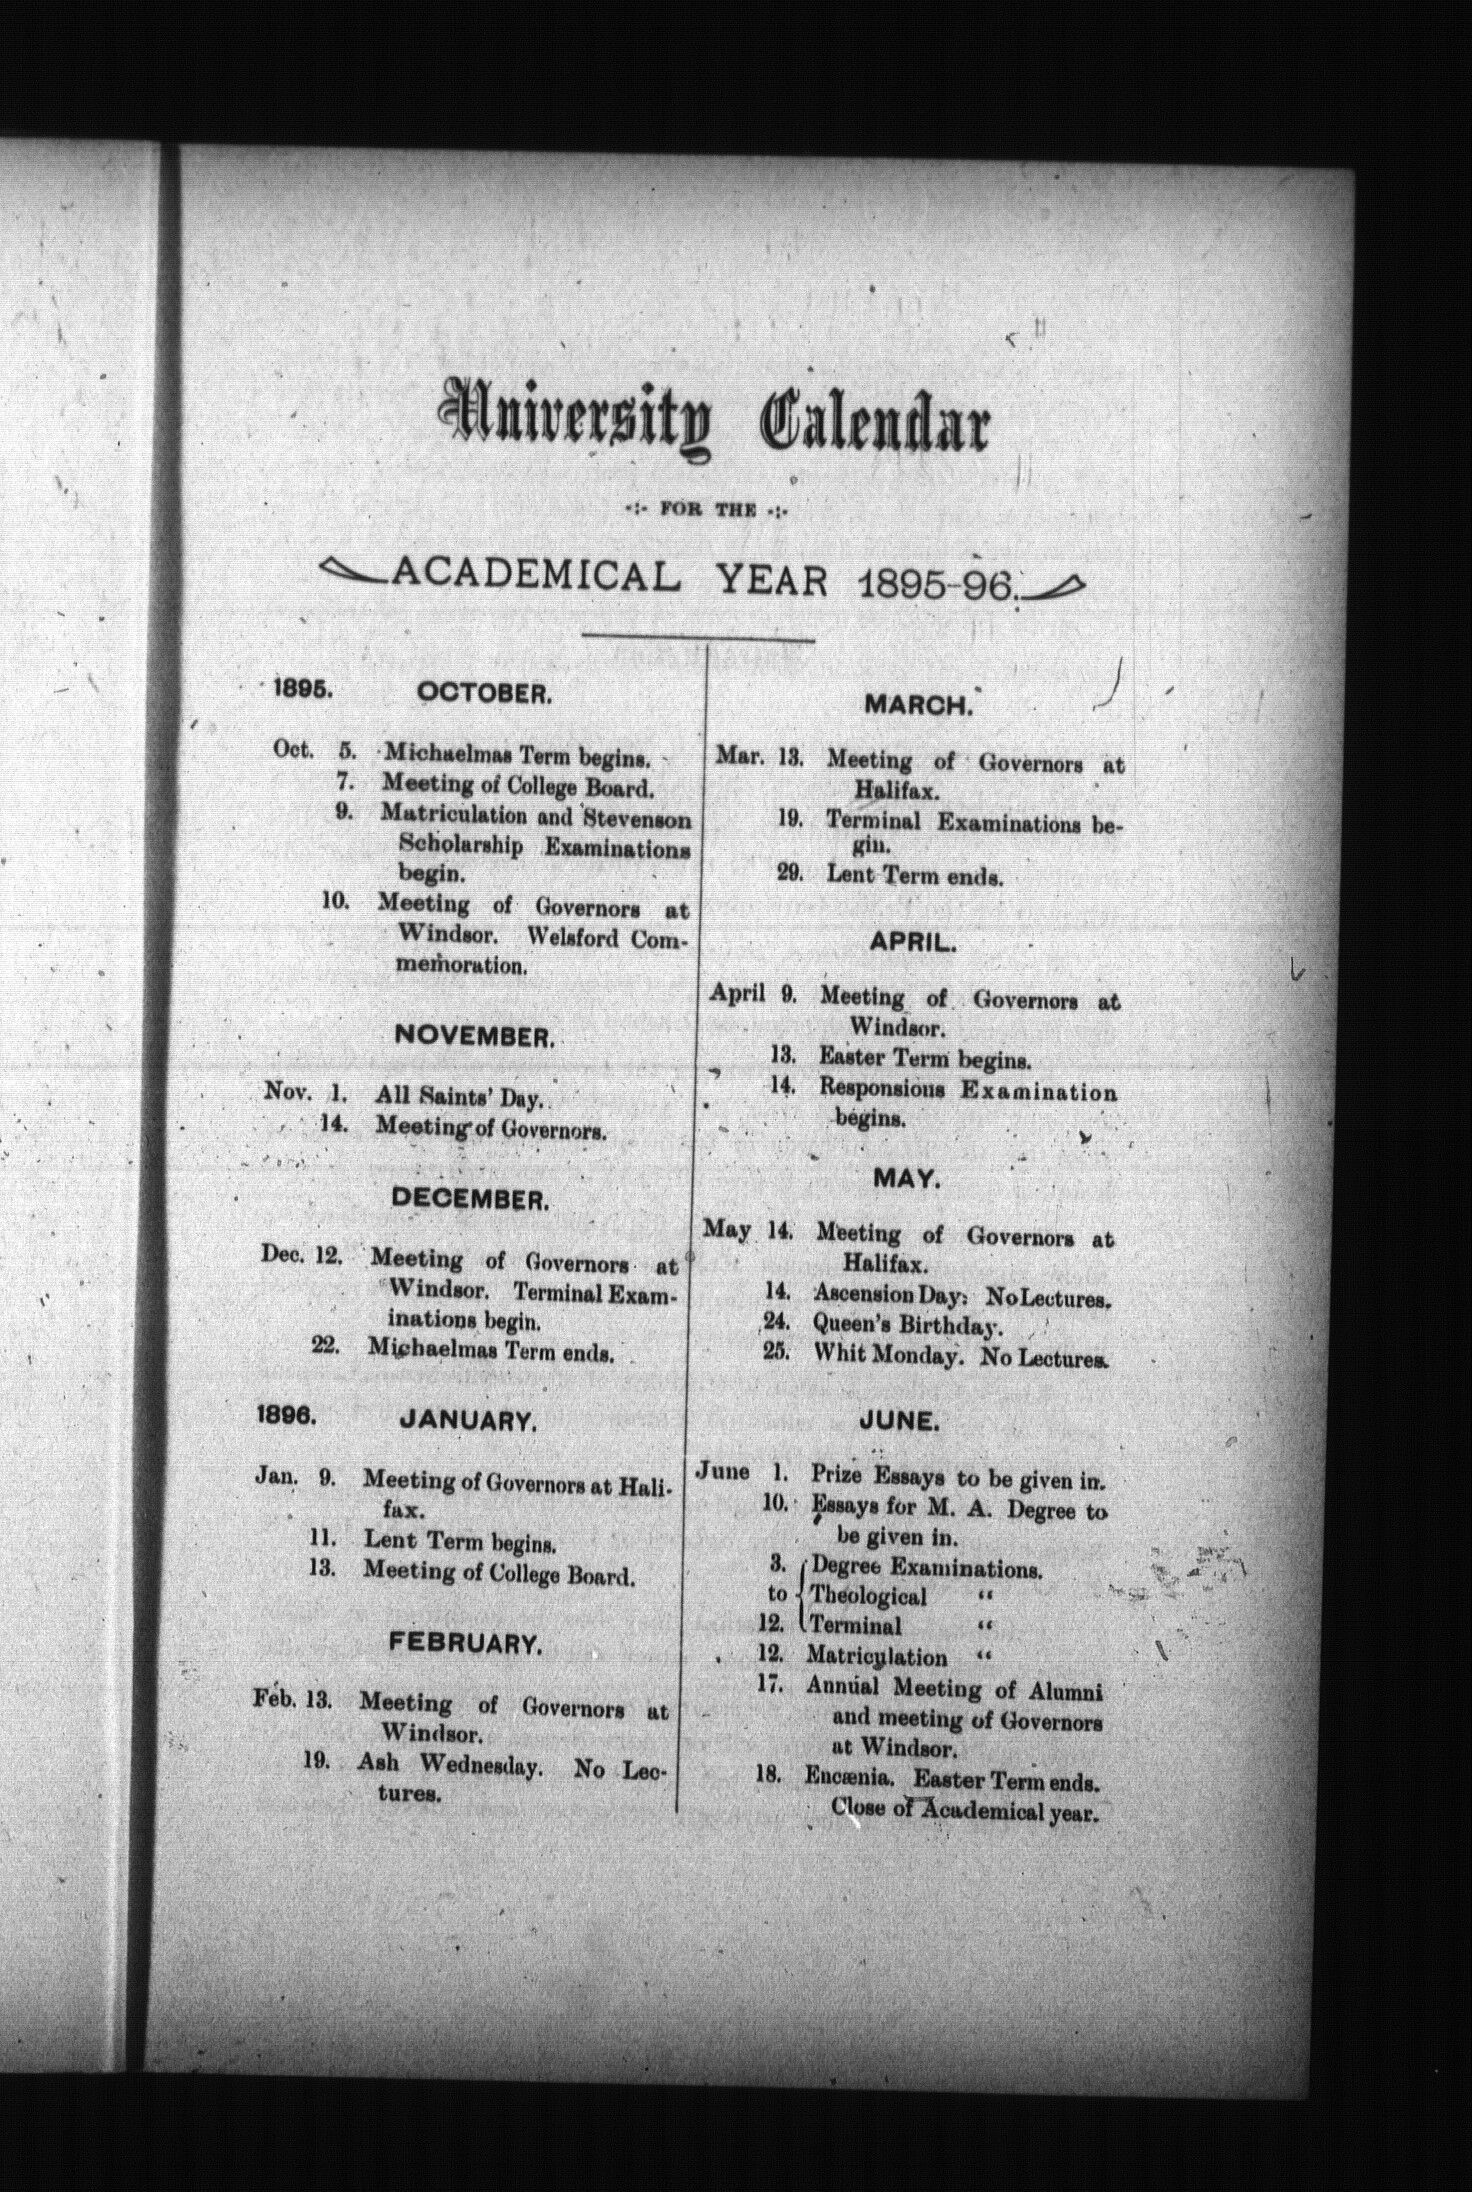 University Calendar
-:- FOR THE -:-
ACADEMICAL YEAR 1895-96.
1895. OCTOBER.
Oct. 5. Michaelmas Term begins.
7. Meeting of College Board.
9. Matriculation and Stevenson
Scholarship Examinations
begin.
10. Meeting of Governors at
Windsor. Welsford Com-
memoration.
NOVEMBER.
Nov. 1. All Saints' Day.
14. Meeting of Governors.
DECEMBER.
Dec. 12. Meeting of Governors at
Windsor. Terminal Exam-
inations begin.
22. Michaelmas Term ends.
1896. JANUARY.
Jan. 9. Meeting of Governors at Hali-
fax.
11. Lent Term begins.
13. Meeting of College Board.
FEBRUARY.
Feb. 13. Meeting of Governors at
Windsor.
19. Ash Wednesday. No Lec-
tures.
MARCH.
Mar. 13. Meeting of Governors at
Halifax.
19. Terminal Examinations be-
gin.
29. Lent Term ends.
APRIL.
April 9. Meeting of Governors at
Windsor.
13. Easter Term begins.
14. Responsions Examination
begins.
MAY.
May 14. Meeting of Governors at
Halifax.
14. Ascension Day. No Lectures.
24. Queen's Birthday.
25. Whit Monday. No Lectures.
JUNE.
June 1. Prize Essays to be given in.
10. Essays for M. A. Degree to
be given in.
3. Degree Examinations.
to Theological "
12. Terminal "
12. Matriculation "
17. Annual Meeting of Alumni
and meeting of Governors
at Windsor.
18. Encænia. Easter Term ends.
Close of Academical year.